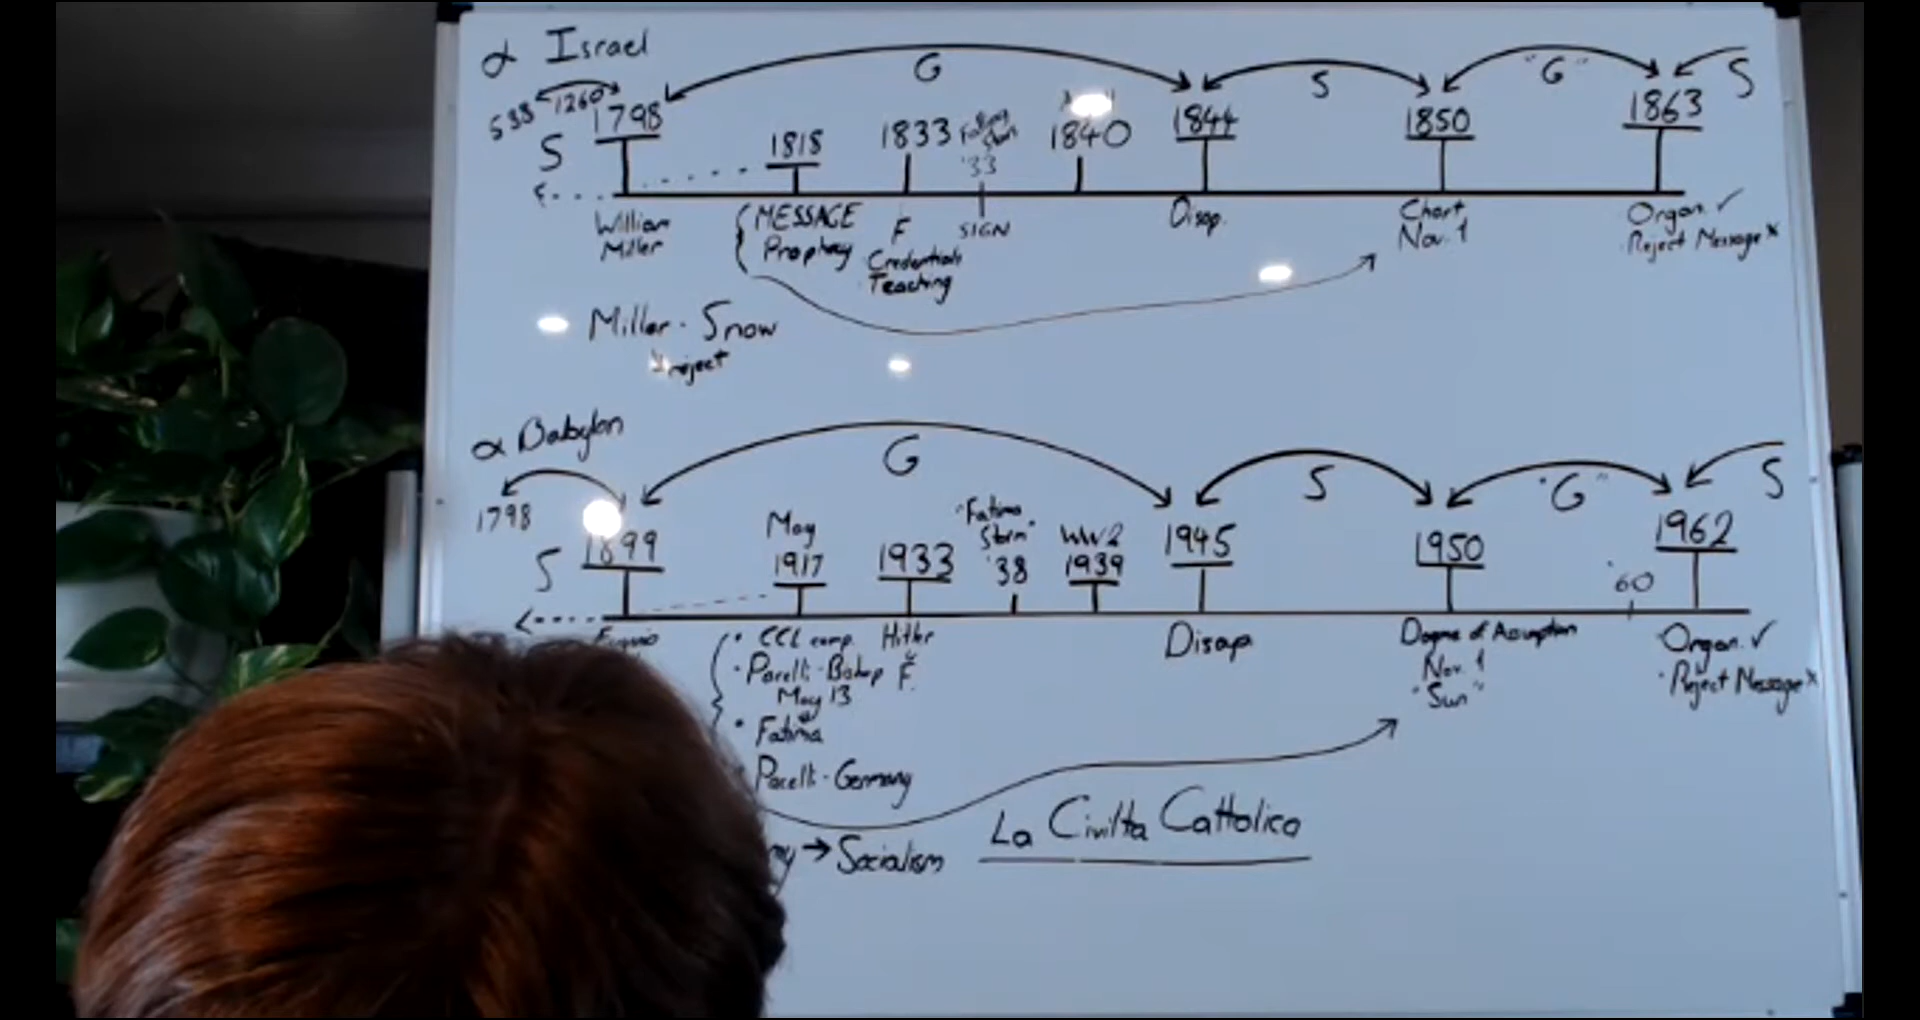 α Israel
G
S
"G"
S
538
1260
1798
1818
1833
Falling
Stars
'33
1840
1844
1850
1863
S
William
Miller
MESSAGE
Prophecy
F
Credentials
Teaching
SIGN
Disap.
Chart
Nov. 1
Organ. ✓
Reject Message x
Miller - Snow
reject
α Babylon
G
S
"G"
S
1798
1899
May
1917
1933
"Fatima
Storm"
'38
WW2
1939
1945
1950
'60
1962
S
• CCL comp.
• Pacelli - Bishop
May 13
• Fatima
Pacelli - Germany
→ Socialism
Hitler
F
Disap
Dogma of Assumption
Nov. 1
"Sun"
Organ. ✓
• Reject Message x
La Civilta Cattolica